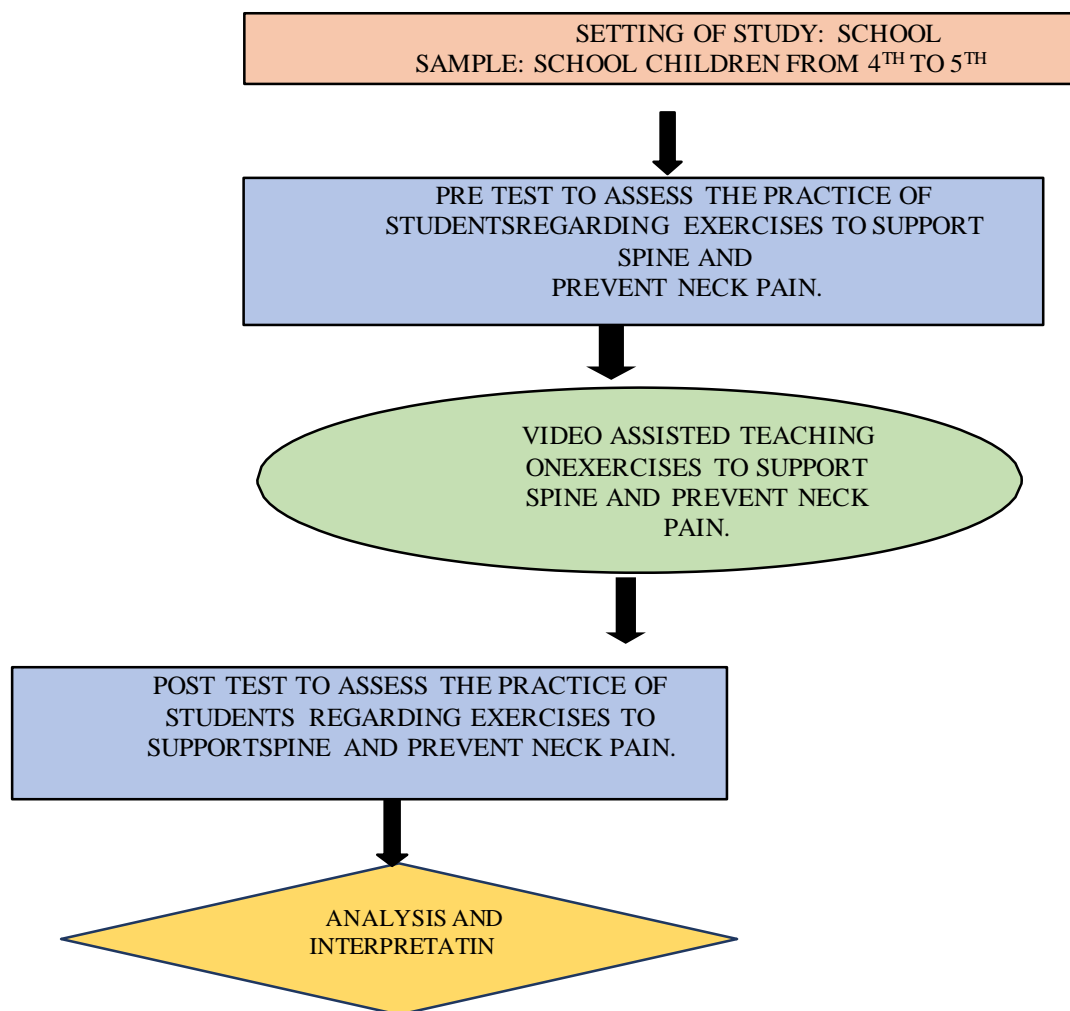 SETTING OF STUDY: SCHOOL
SAMPLE: SCHOOL CHILDREN FROM 4TH TO 5TH
PRE TEST TO ASSESS THE PRACTICE OF
STUDENTSREGARDING EXERCISES TO SUPPORT
SPINE AND
PREVENT NECK PAIN.
VIDEO ASSISTED TEACHING
ONEXERCISES TO SUPPORT
SPINE AND PREVENT NECK
PAIN.
POST TEST TO ASSESS THE PRACTICE OF
STUDENTS REGARDING EXERCISES TO
SUPPORTSPINE AND PREVENT NECK PAIN.
ANALYSIS AND
INTERPRETATIN